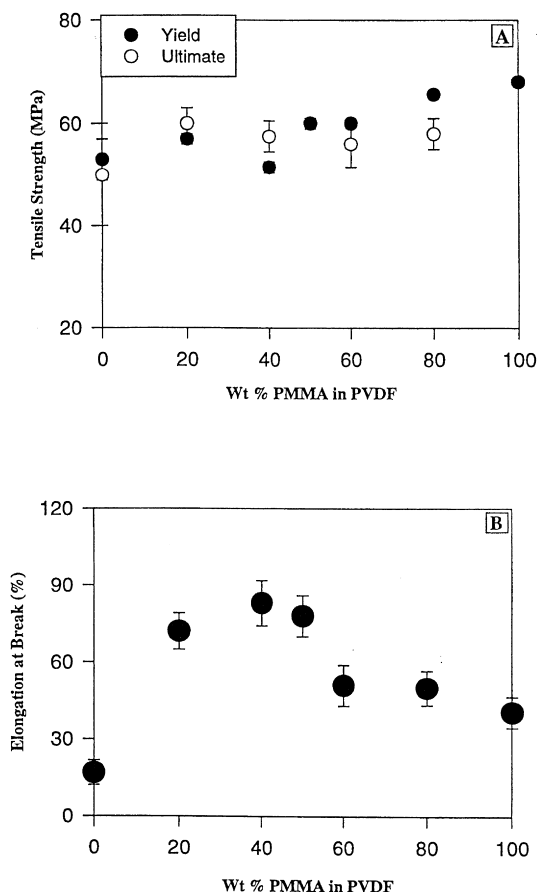 80
A
Yield
Ultimate
60
40
20
Tensile Strength (MPa)
0 20 40 60 80 100
Wt % PMMA in PVDF
120
B
90
60
30
0
Elongation at Break (%)
0 20 40 60 80 100
Wt % PMMA in PVDF